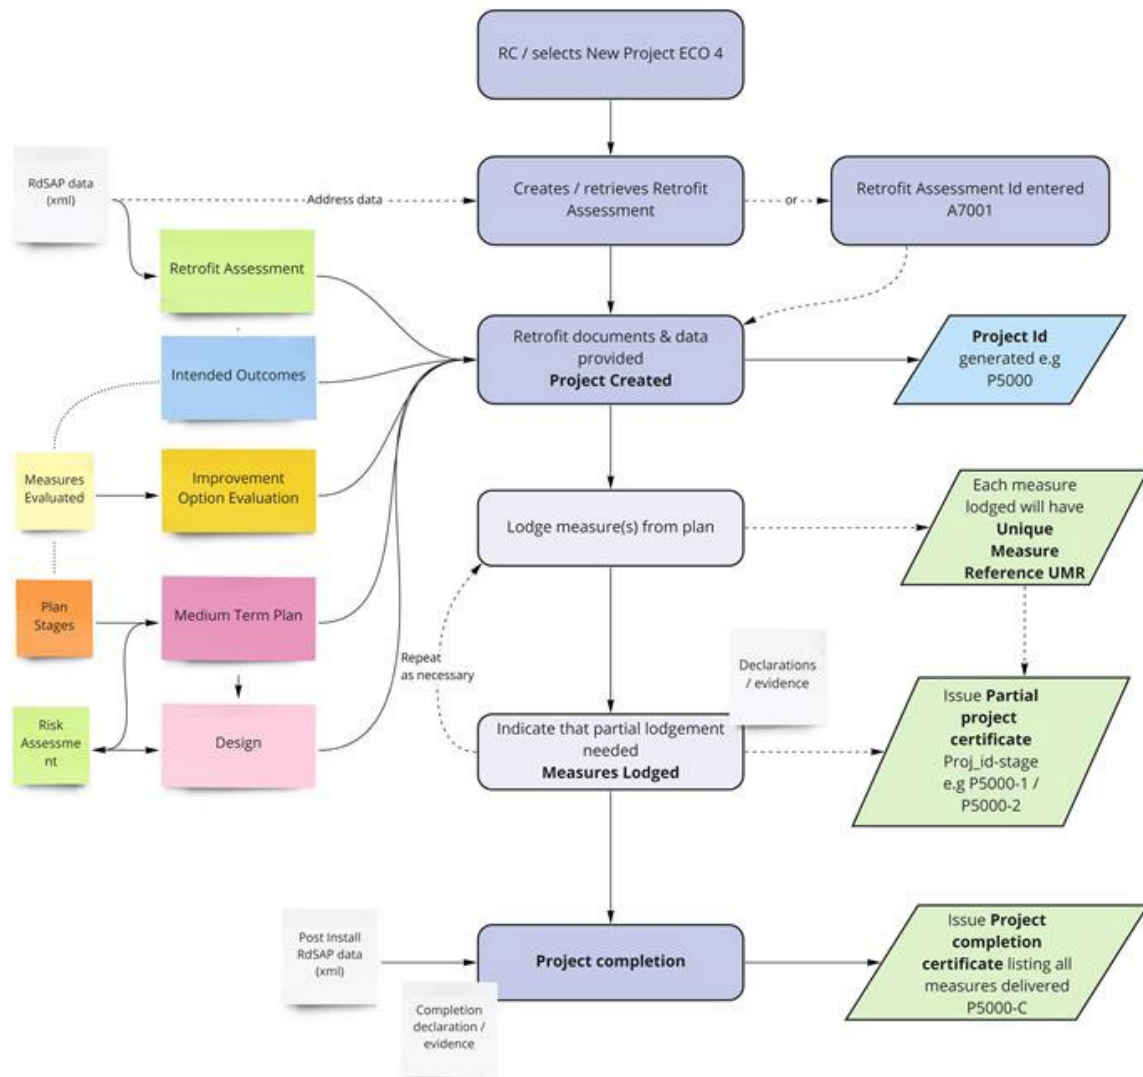 RC / selects New Project ECO 4
RdSAP data
(xml)
Address data
Creates / retrieves Retrofit
Assessment
or
Retrofit Assessment Id entered
A7001
Retrofit Assessment
Retrofit documents & data
provided
Project Created
Project Id
generated e.g
P5000
Intended Outcomes
Measures
Evaluated
Improvement
Option Evaluation
Lodge measure(s) from plan
Each measure
lodged will have
Unique
Measure
Reference UMR
Plan
Stages
Medium Term Plan
Repeat
as necessary
Declarations
/ evidence
Risk
Assessme
nt
Design
Indicate that partial lodgement
needed
Measures Lodged
Issue Partial
project
certificate
Proj_id-stage
e.g P5000-1 /
P5000-2
Post Install
RdSAP data
(xml)
Project completion
Completion
declaration /
evidence
Issue Project
completion
certificate listing all
measures delivered
P5000-C